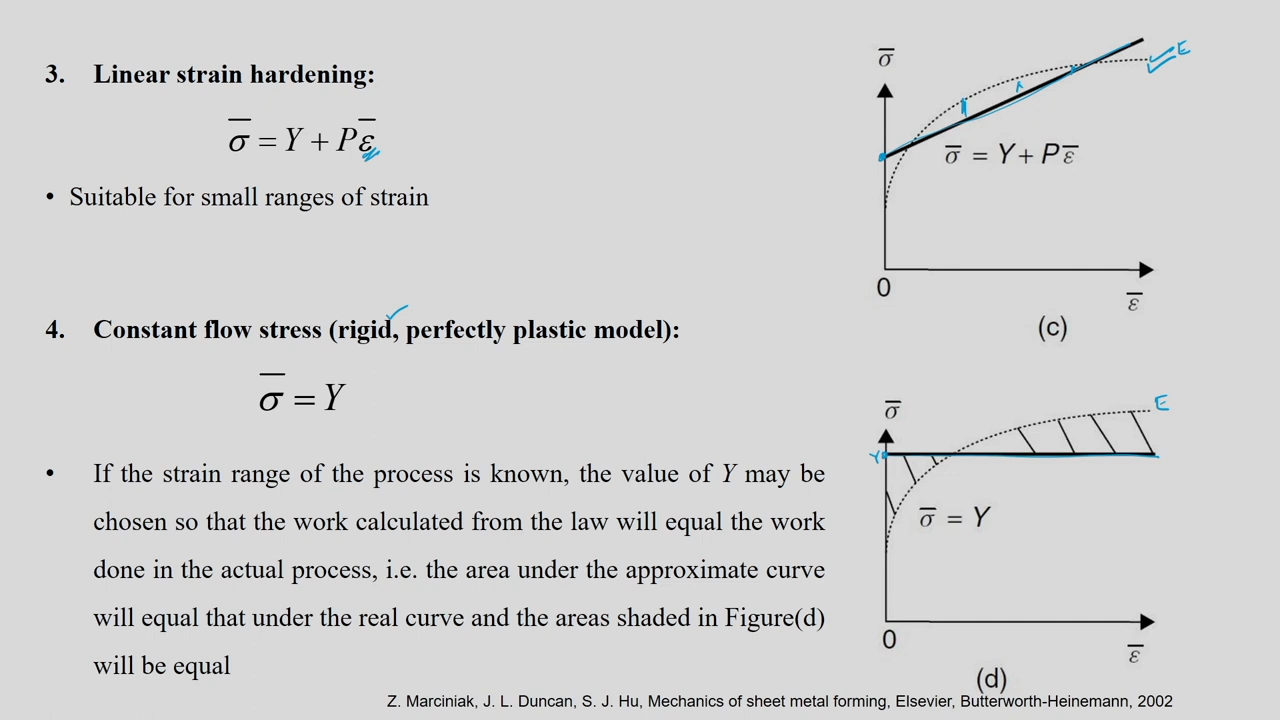 3. Linear strain hardening:
σ̅ = Y + Pε̅
• Suitable for small ranges of strain
4. Constant flow stress (rigid, perfectly plastic model):
σ̅ = Y
• If the strain range of the process is known, the value of Y may be
chosen so that the work calculated from the law will equal the work
done in the actual process, i.e. the area under the approximate curve
will equal that under the real curve and the areas shaded in Figure(d)
will be equal
σ̅
E
σ̅ = Y + Pε̅
0
ε̅
(c)
σ̅
E
Y
σ̅ = Y
0
ε̅
(d)
Z. Marciniak, J. L. Duncan, S. J. Hu, Mechanics of sheet metal forming, Elsevier, Butterworth-Heinemann, 2002